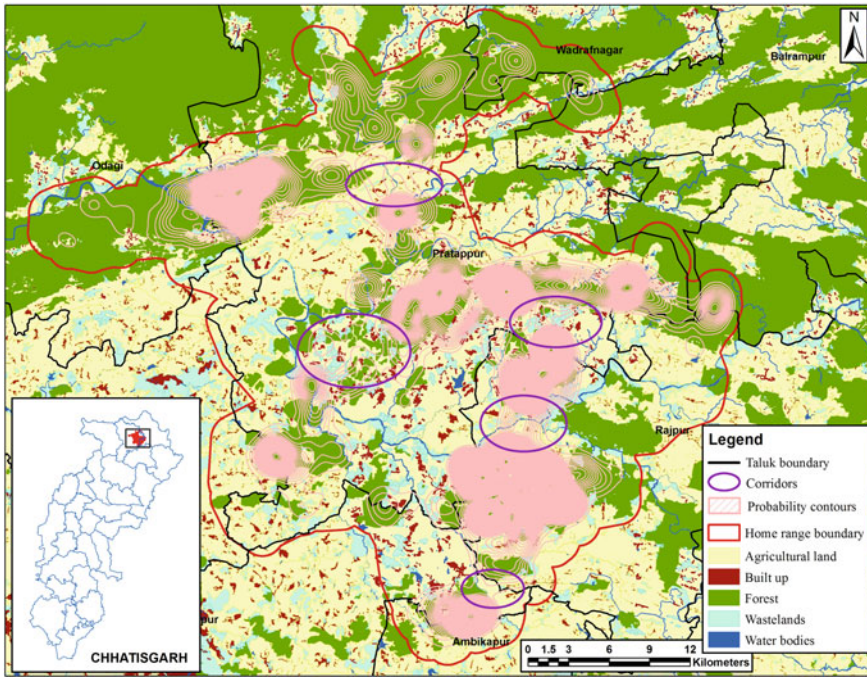 Wadrafnagar
Balrampur
N
Odagi
Pratappur
Rajpur
Ambikapur
pur
CHHATISGARH
Legend
Taluk boundary
Corridors
Probability contours
Home range boundary
Agricultural land
Built up
Forest
Wastelands
Water bodies
0 1.5 3 6 9 12
Kilometers